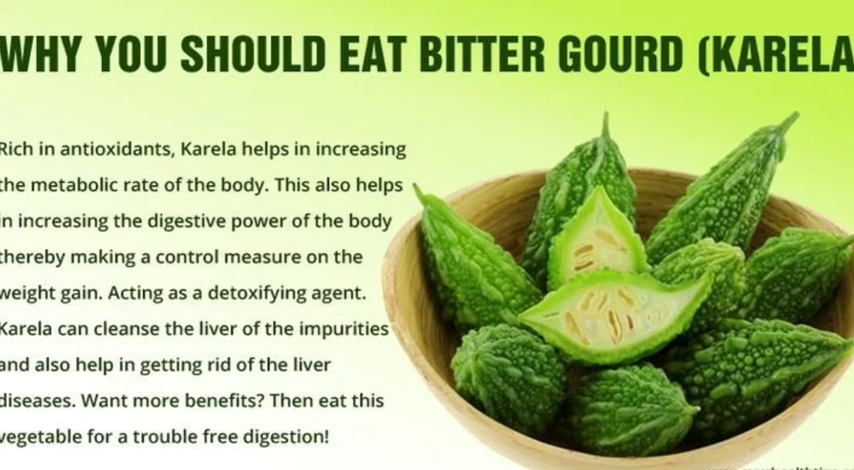 WHY YOU SHOULD EAT BITTER GOURD (KARELA
Rich in antioxidants, Karela helps in increasing
the metabolic rate of the body. This also helps
in increasing the digestive power of the body
thereby making a control measure on the
weight gain. Acting as a detoxifying agent.
Karela can cleanse the liver of the impurities
and also help in getting rid of the liver
diseases. Want more benefits? Then eat this
vegetable for a trouble free digestion!